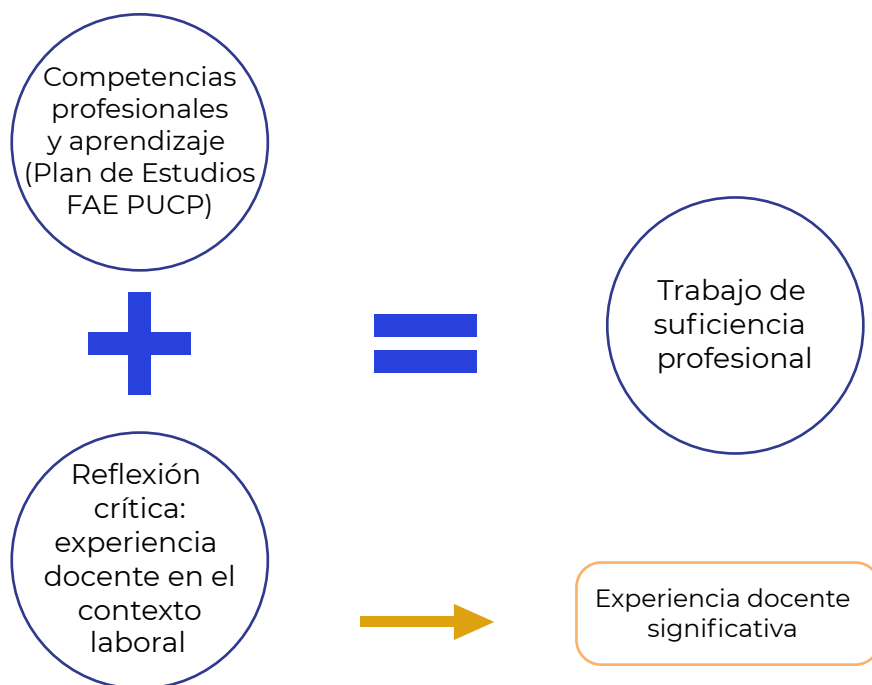 Competencias
profesionales
y aprendizaje
(Plan de Estudios
FAE PUCP)
Trabajo de
suficiencia
profesional
Reflexión
crítica:
experiencia
docente en el
contexto
laboral
Experiencia docente
significativa